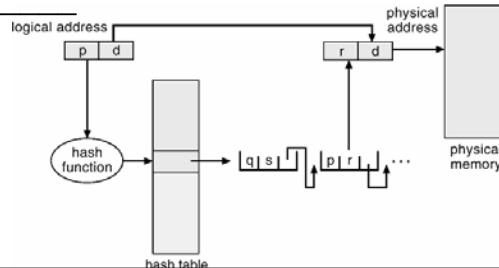 logical address
physical address
p d
r d
hash function
q s
p r
...
physical memory
hash table